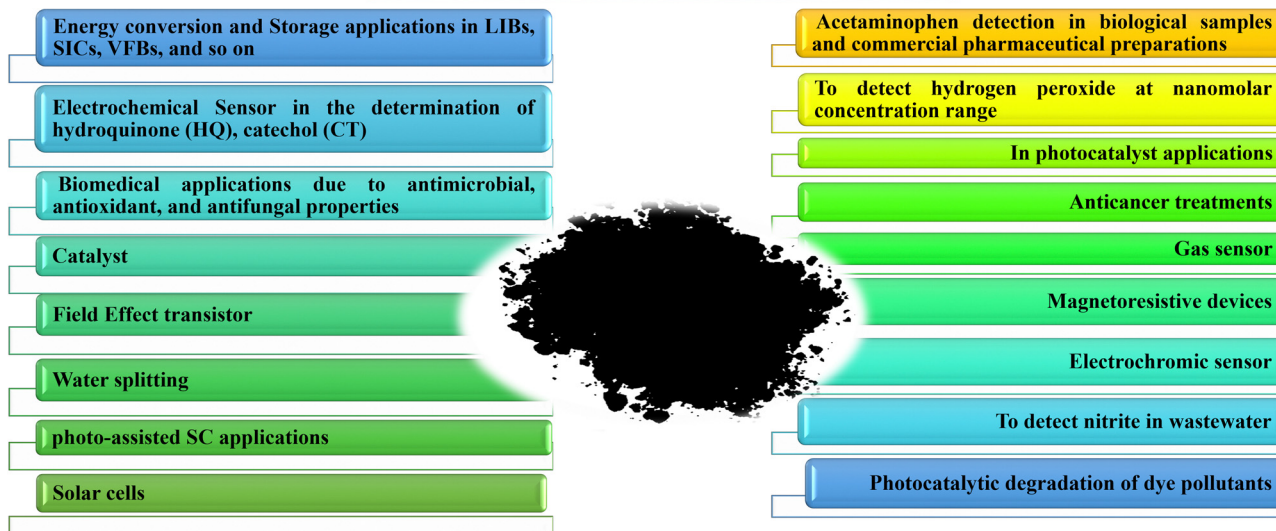 Energy conversion and Storage applications in LIBs,
SICs, VFBs, and so on
Electrochemical Sensor in the determination of
hydroquinone (HQ), catechol (CT)
Biomedical applications due to antimicrobial,
antioxidant, and antifungal properties
Catalyst
Field Effect transistor
Water splitting
photo-assisted SC applications
Solar cells
Acetaminophen detection in biological samples
and commercial pharmaceutical preparations
To detect hydrogen peroxide at nanomolar
concentration range
In photocatalyst applications
Anticancer treatments
Gas sensor
Magnetoresistive devices
Electrochromic sensor
To detect nitrite in wastewater
Photocatalytic degradation of dye pollutants